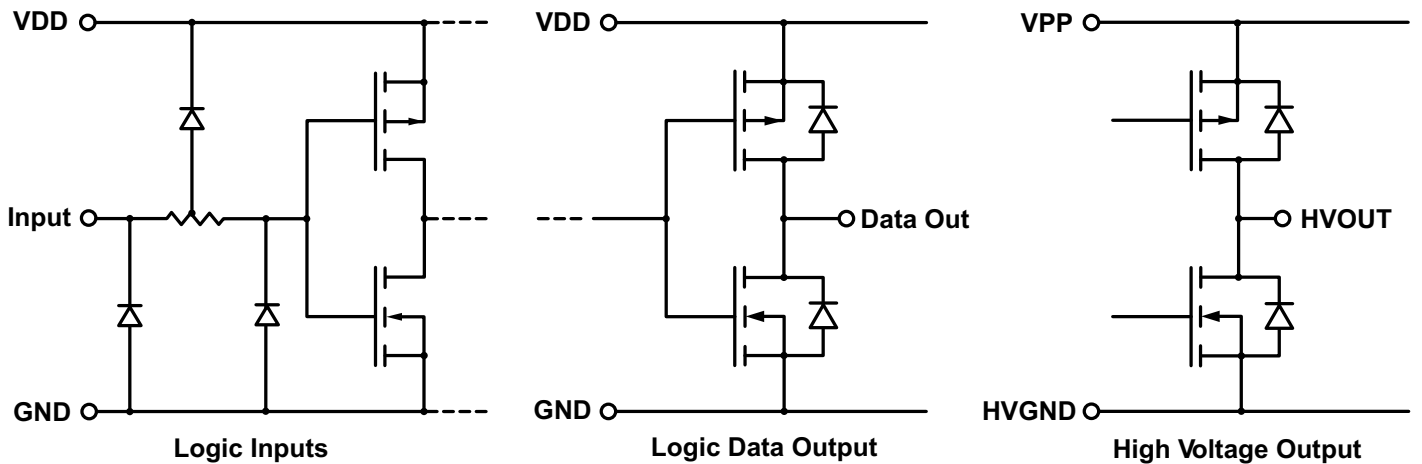 VDD
Input
GND
Logic Inputs
VDD
Data Out
GND
Logic Data Output
VPP
HVOUT
HVGND
High Voltage Output